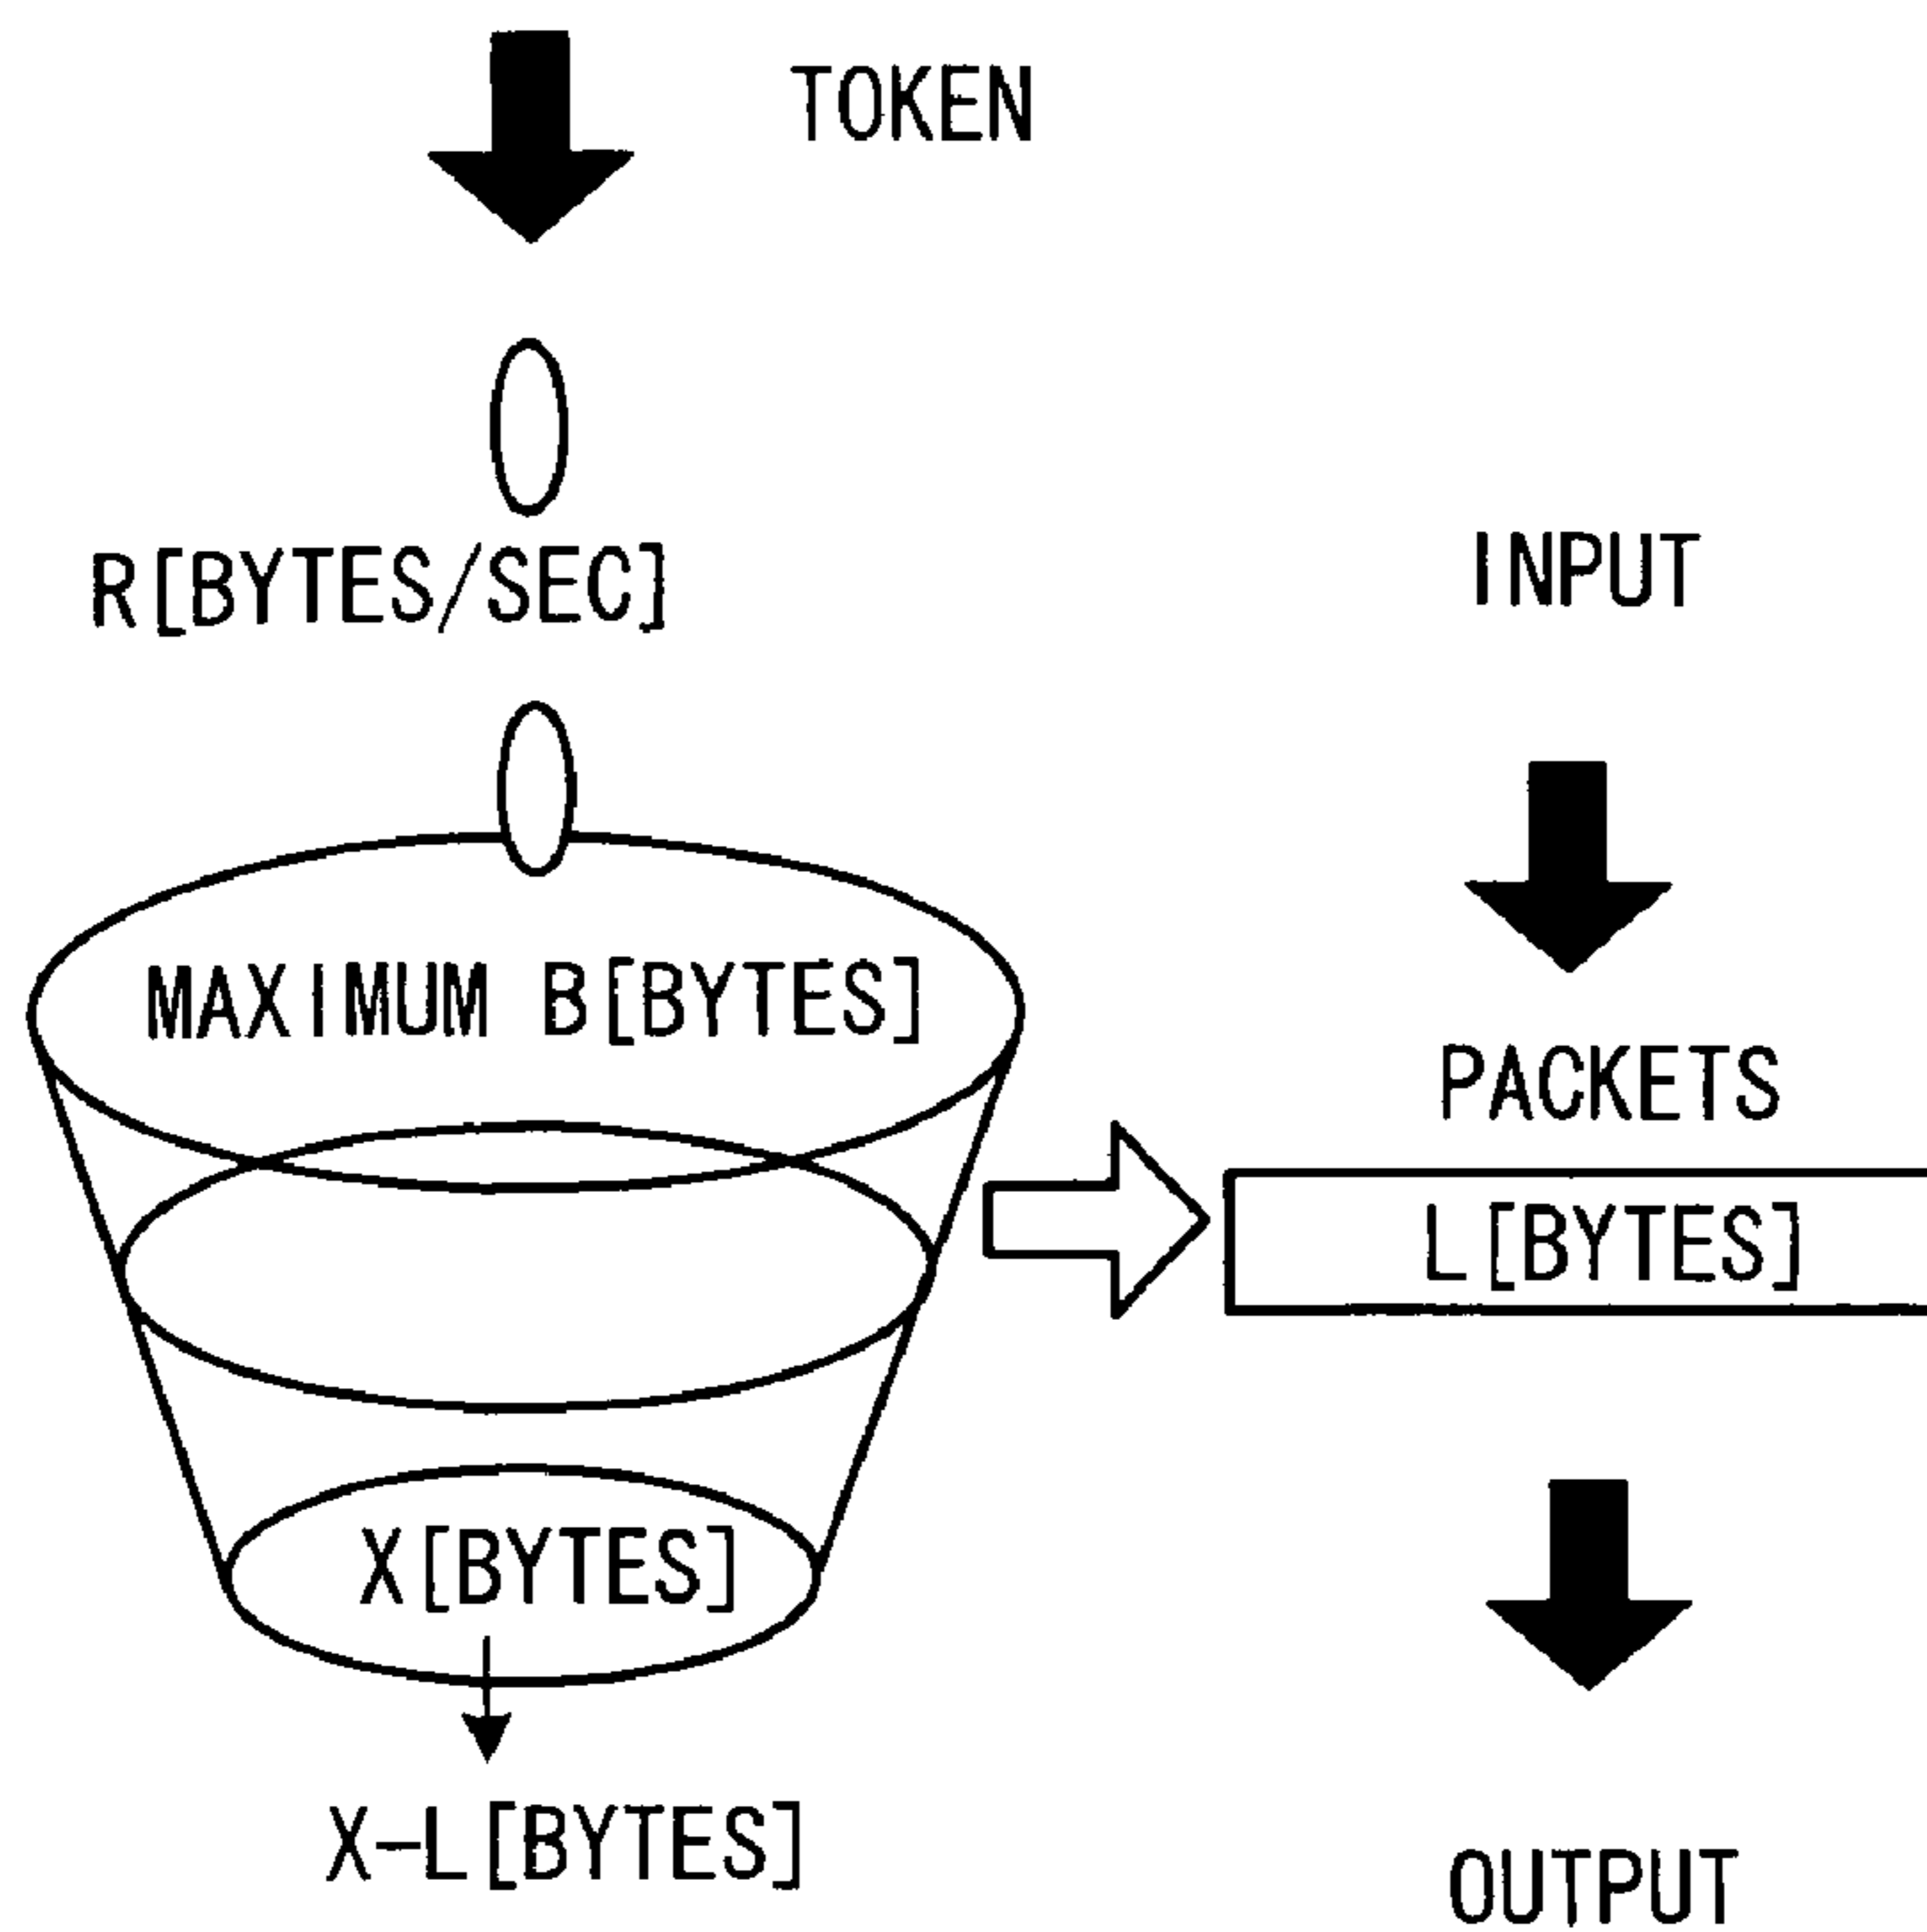 TOKEN
R[BYTES/SEC]
INPUT
MAXIMUM B[BYTES]
PACKETS
L[BYTES]
X[BYTES]
X-L[BYTES]
OUTPUT